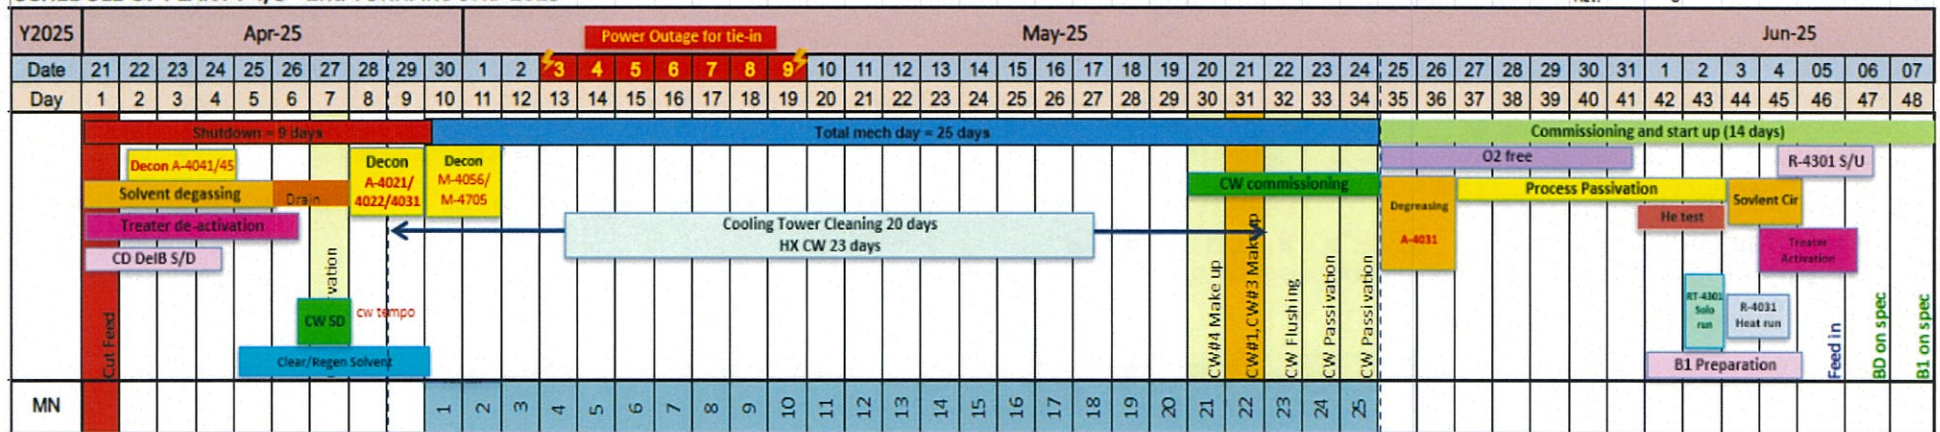 Y2025 Apr-25 May-25 Jun-25
Power Outage for tie-in
Date 21 22 23 24 25 26 27 28 29 30 1 2 3 4 5 6 7 8 9 10 11 12 13 14 15 16 17 18 19 20 21 22 23 24 25 26 27 28 29 30 31 1 2 3 4 05 06 07
Day 1 2 3 4 5 6 7 8 9 10 11 12 13 14 15 16 17 18 19 20 21 22 23 24 25 26 27 28 29 30 31 32 33 34 35 36 37 38 39 40 41 42 43 44 45 46 47 48
Shutdown = 9 days
Total mech day = 25 days
Commissioning and start up (14 days)
Decon A-4041/45
Decon
A-4021/
4022/4031
Decon
M-4056/
M-4705
O2 free
R-4301 S/U
Solvent degassing
Drain
CW commissioning
Degreasing
A-4031
Process Passivation
Sovlent Cir
He test
Treater de-activation
Cooling Tower Cleaning 20 days
HX CW 23 days
Treater
Activation
CD DelB S/D
vation
CW SD
cw tempo
RT-4301
Solo
run
R-4031
Heat run
Clear/Regen Solvent
B1 Preparation
Cut Feed
CW#4 Make up
CW#1,CW#3 Make up
CW Flushing
CW Passivation
CW Passivation
Feed in
BD on spec
B1 on spec
MN 1 2 3 4 5 6 7 8 9 10 11 12 13 14 15 16 17 18 19 20 21 22 23 24 25